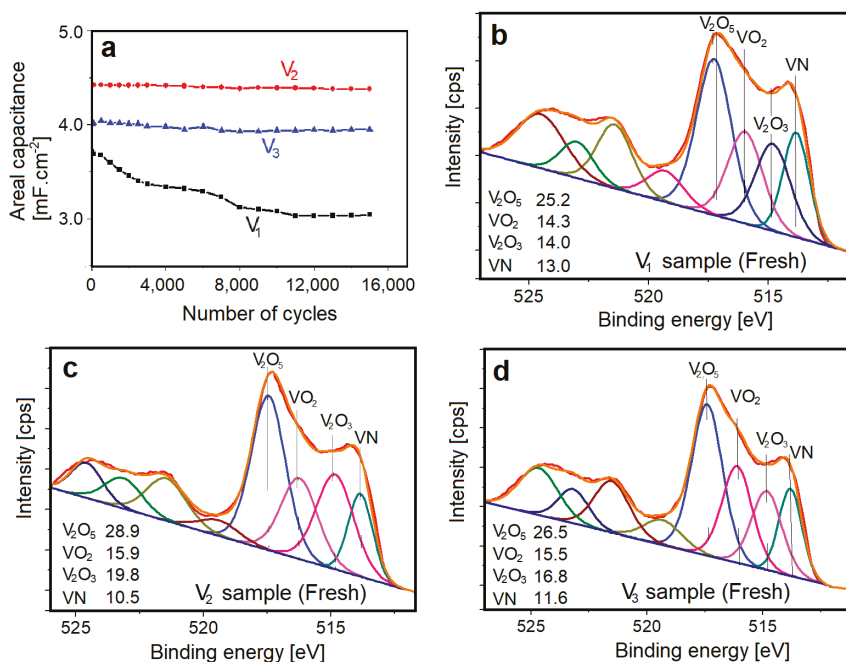 a
5.0
4.0
3.0
Areal capacitance
[mF.cm⁻²]
V₂
V₃
V₁
0
4,000
8,000
12,000
16,000
Number of cycles
b
V₂O₅
VO₂
V₂O₃
VN
Intensity [cps]
V₂O₅ 25.2
VO₂ 14.3
V₂O₃ 14.0
VN 13.0
V₁ sample (Fresh)
525
520
515
Binding energy [eV]
c
V₂O₅
VO₂
V₂O₃
VN
Intensity [cps]
V₂O₅ 28.9
VO₂ 15.9
V₂O₃ 19.8
VN 10.5
V₂ sample (Fresh)
525
520
515
Binding energy [eV]
d
V₂O₅
VO₂
V₂O₃
VN
Intensity [cps]
V₂O₅ 26.5
VO₂ 15.5
V₂O₃ 16.8
VN 11.6
V₃ sample (Fresh)
525
520
515
Binding energy [eV]